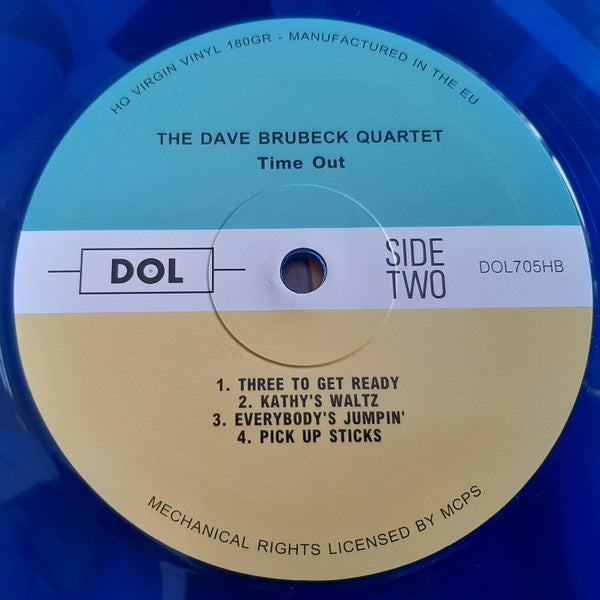 HQ VIRGIN VINYL 180GR - MANUFACTURED IN THE EU
THE DAVE BRUBECK QUARTET
Time Out
DOL
SIDE
TWO
DOL705HB
1. THREE TO GET READY
2. KATHY'S WALTZ
3. EVERYBODY'S JUMPIN'
4. PICK UP STICKS
MECHANICAL RIGHTS LICENSED BY MCPS